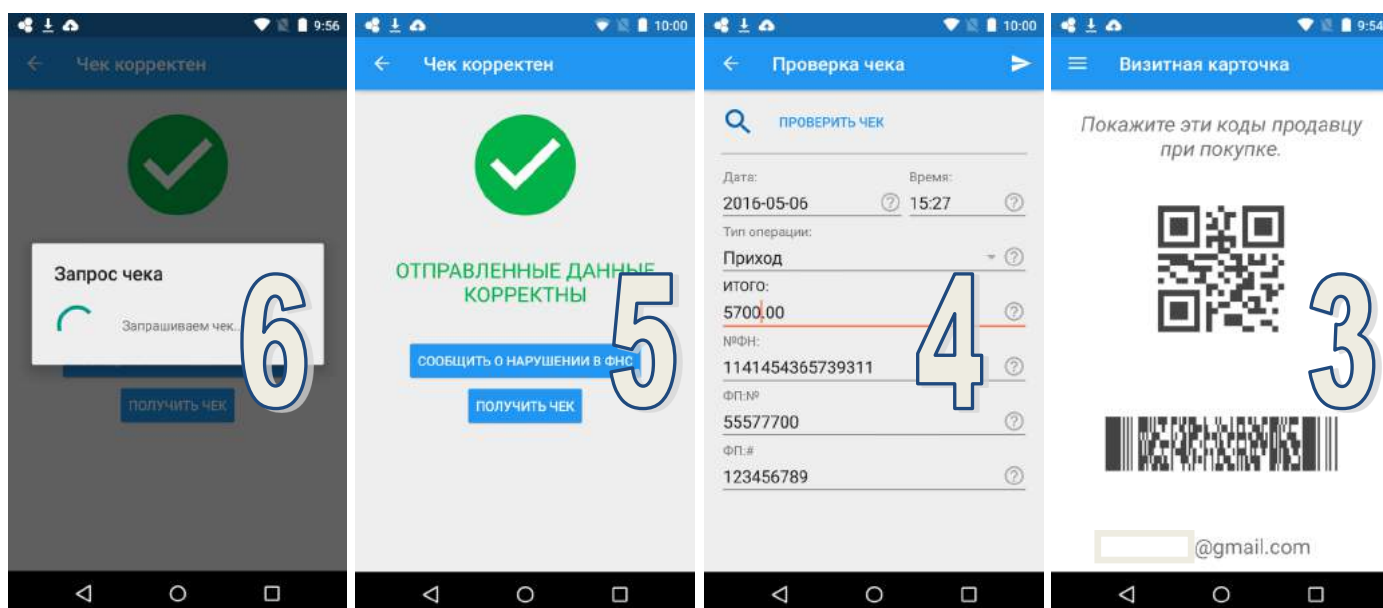 9:56
Чек корректен
Запрос чека
Запрашиваем чек..
ПОЛУЧИТЬ ЧЕК
6
10:00
Чек корректен
ОТПРАВЛЕННЫЕ ДАННЫЕ
КОРРЕКТНЫ
СООБЩИТЬ О НАРУШЕНИИ В ФНС
ПОЛУЧИТЬ ЧЕК
5
10:00
Проверка чека
ПРОВЕРИТЬ ЧЕК
Дата: Время:
2016-05-06 15:27
Тип операции:
Приход
ИТОГО:
5700.00
№ФН:
1141454365739311
ФП:№
55577700
ФП:#
123456789
4
9:54
Визитная карточка
Покажите эти коды продавцу
при покупке.
3
@gmail.com